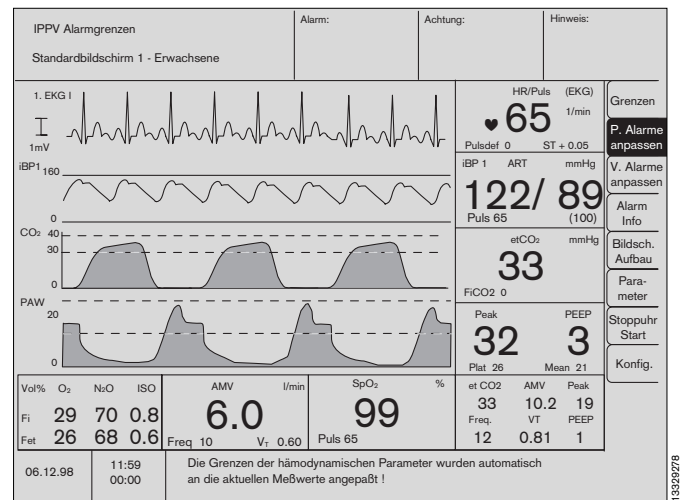 IPPV Alarmgrenzen
Standardbildschirm 1 - Erwachsene
Alarm:
Achtung:
Hinweis:
1. EKG I
1mV
HR/Puls (EKG)
65 1/min
Pulsdef 0 ST + 0.05
iBP1 160
0
iBP 1 ART mmHg
122/ 89
Puls 65 (100)
CO₂ 40
30
0
etCO₂ mmHg
33
FiCO2 0
PAW
20
0
Peak PEEP
32 3
Plat 26 Mean 21
Grenzen
P. Alarme
anpassen
V. Alarme
anpassen
Alarm
Info
Bildsch.
Aufbau
Para-
meter
Stoppuhr
Start
Konfig.
Vol% O₂ N₂O ISO
Fi 29 70 0.8
Fet 26 68 0.6
AMV l/min
6.0
Freq 10 VT 0.60
SpO₂ %
99
Puls 65
et CO2 AMV Peak
33 10.2 19
Freq. VT PEEP
12 0.81 1
06.12.98
11:59
00:00
Die Grenzen der hämodynamischen Parameter wurden automatisch
an die aktuellen Meßwerte angepaßt !
13329278